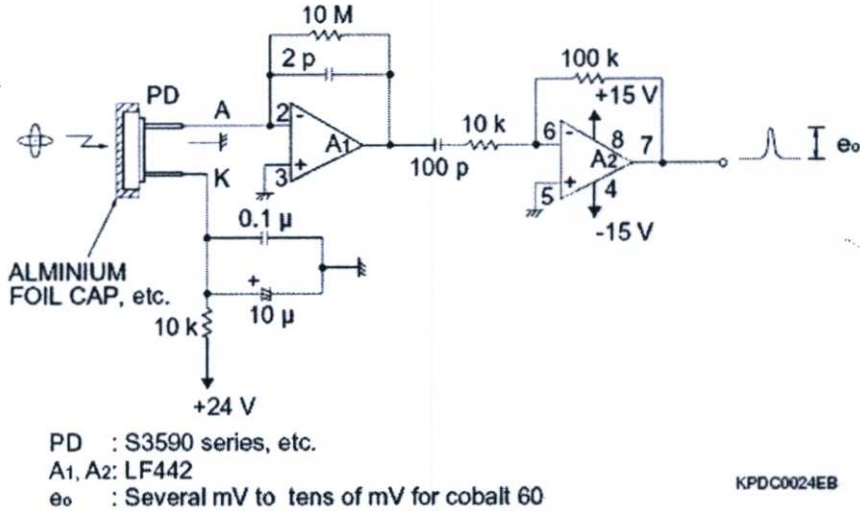 10 M
2 p
100 k
+15 V
PD
A
2
-
A1
10 k
6
-
8
7
A2
eo
K
+
3
100 p
+
5
4
-15 V
0.1 μ
ALMINIUM
FOIL CAP, etc.
+
10 μ
10 k
+24 V
PD : S3590 series, etc.
A1, A2: LF442
eo : Several mV to tens of mV for cobalt 60
KPDC0024EB